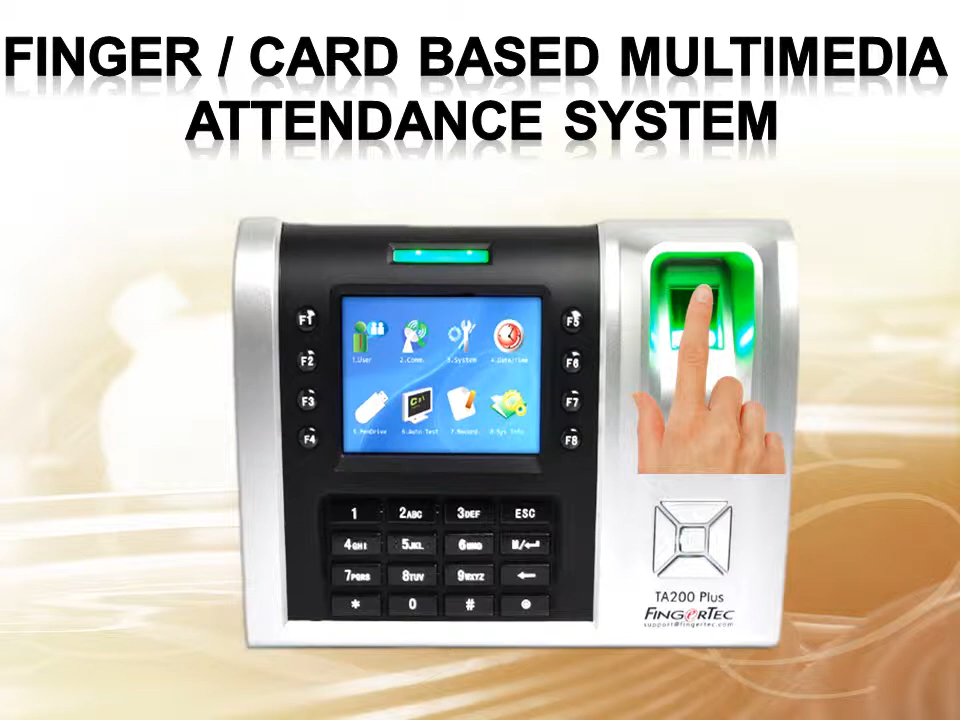 FINGER / CARD BASED MULTIMEDIA
ATTENDANCE SYSTEM
F1
F5
F2
F6
F3
F7
F4
F8
1.User
2.Comm.
3.System
4.Date/Time
5.PenDrive
6.Auto Test
7.Record.
8.Sys Info
1
2ABC
3DEF
ESC
4GHI
5JKL
6MNO
M/↵
7PQRS
8TUV
9WXYZ
←
*
0
#
TA200 Plus
FINGERTEC
support@fingertec.com